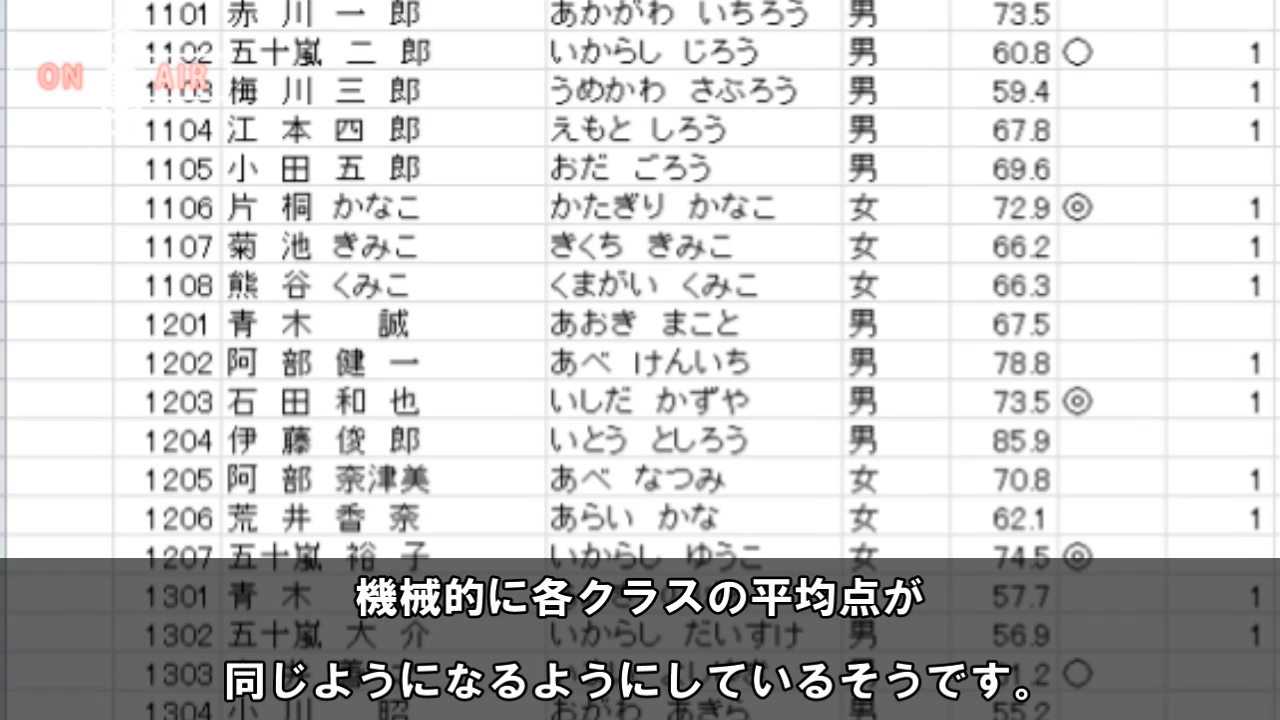 1101 赤 川 一 郎 あかがわ いちろう 男 73.5
1102 五十嵐 二 郎 いからし じろう 男 60.8 ○ 1
ON AIR
1103 梅 川 三 郎 うめかわ さぶろう 男 59.4 1
1104 江 本 四 郎 えもと しろう 男 67.8 1
1105 小 田 五 郎 おだ ごろう 男 69.6
1106 片 桐 かなこ かたぎり かなこ 女 72.9 ◎ 1
1107 菊 池 きみこ きくち きみこ 女 66.2 1
1108 熊 谷 くみこ くまがい くみこ 女 66.3 1
1201 青 木 誠 あおき まこと 男 67.5
1202 阿 部 健 一 あべ けんいち 男 78.8 1
1203 石 田 和 也 いしだ かずや 男 73.5 ◎ 1
1204 伊 藤 俊 郎 いとう としろう 男 85.9
1205 阿 部 奈津美 あべ なつみ 女 70.8 1
1206 荒 井 香 奈 あらい かな 女 62.1 1
1207 五十嵐 裕 子 いからし ゆうこ 女 74.5 ◎
1301 青 木 57.7 1
機械的に各クラスの平均点が
1302 五十嵐 大 介 いからし だいすけ 男 56.9 1
1303 ○
同じようになるようにしているそうです。
1304 小 川 昭 おがわ あきら 男 55.2